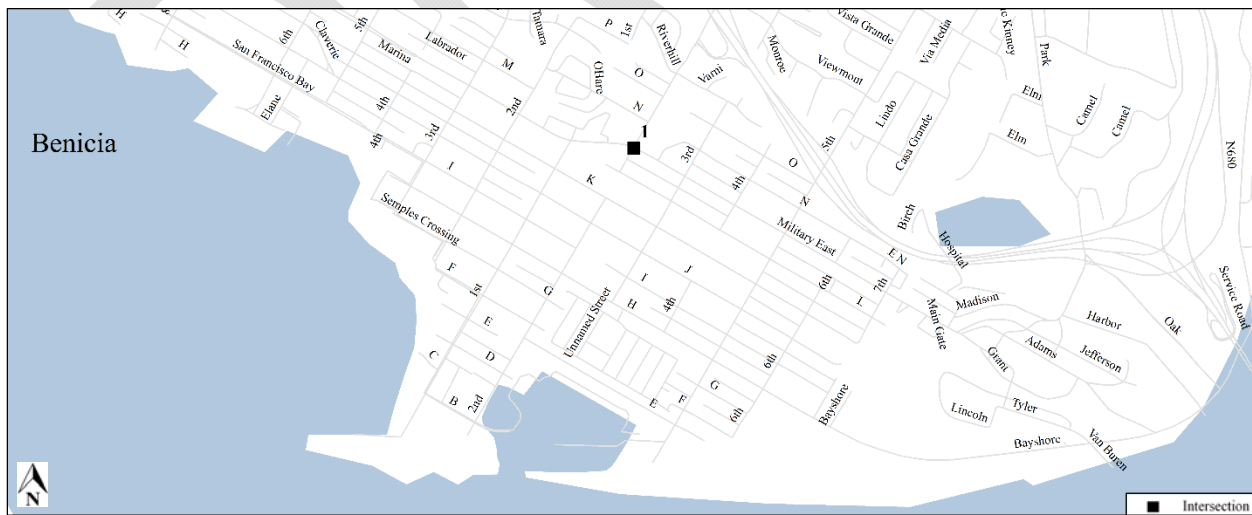 H
H
San Francisco Bay
6th
Claverie
5th
Marina
Labrador
M
Tamara
P
1st
Riverhill
Varni
OHare
O
N
2nd
Monroe
Vista Grande
Viewmont
Via Media
Mc Kinney
Park
Elm
Elm
Camel
Camel
N680
Lindo
Casa Grande
5th
Elane
4th
4th
3rd
1
Benicia
I
K
3rd
4th
O
N
Birch
Hospital
Semples Crossing
Military East
E N
F
1st
G
J
I
H
4th
6th
7th
L
Main Gate
Madison
Harbor
Oak
Service Road
Unnamed Street
E
D
C
B
2nd
Grant
Adams
Jefferson
6th
G
F
E
6th
Bayshore
Lincoln
Tyler
Bayshore
Van Buren
N
Intersection